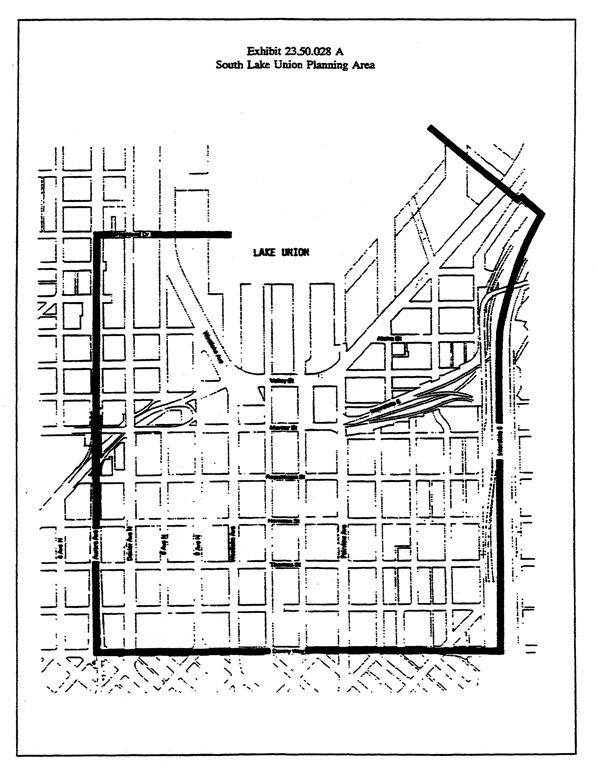 Exhibit 23.50.028 A
South Lake Union Planning Area
LAKE UNION
Valley St
Mercer St
Republican St
Harrison St
Thomas St
Denny Way
Aloha St
Interstate 5
Interstate 5
6 Ave N
Aurora Ave
Dexter Ave N
8 Ave N
9 Ave N
Westlake Ave
Fairview Ave